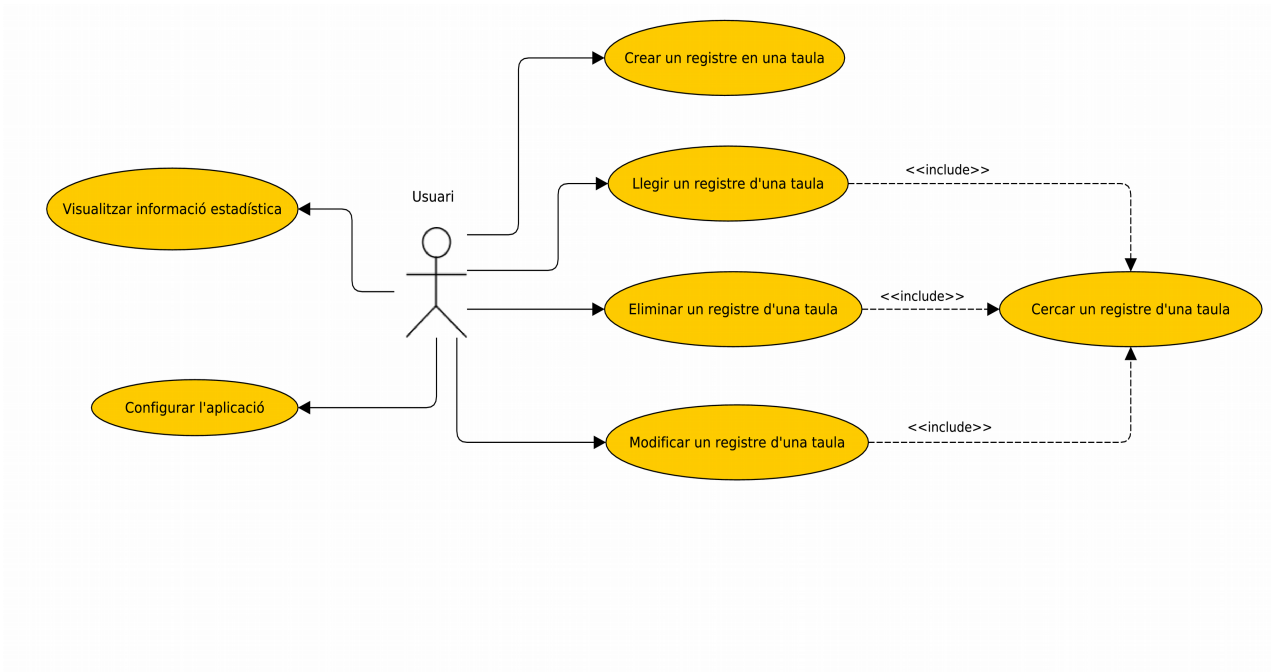 Crear un registre en una taula
Llegir un registre d'una taula
<<include>>
Usuari
Visualitzar informació estadística
Eliminar un registre d'una taula
<<include>>
Cercar un registre d'una taula
Configurar l'aplicació
Modificar un registre d'una taula
<<include>>